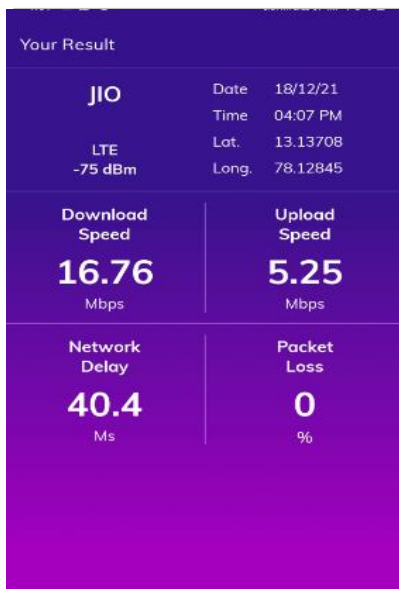 Your Result
JIO
LTE
-75 dBm
Date 18/12/21
Time 04:07 PM
Lat. 13.13708
Long. 78.12845
Download
Speed
16.76
Mbps
Upload
Speed
5.25
Mbps
Network
Delay
40.4
Ms
Packet
Loss
0
%